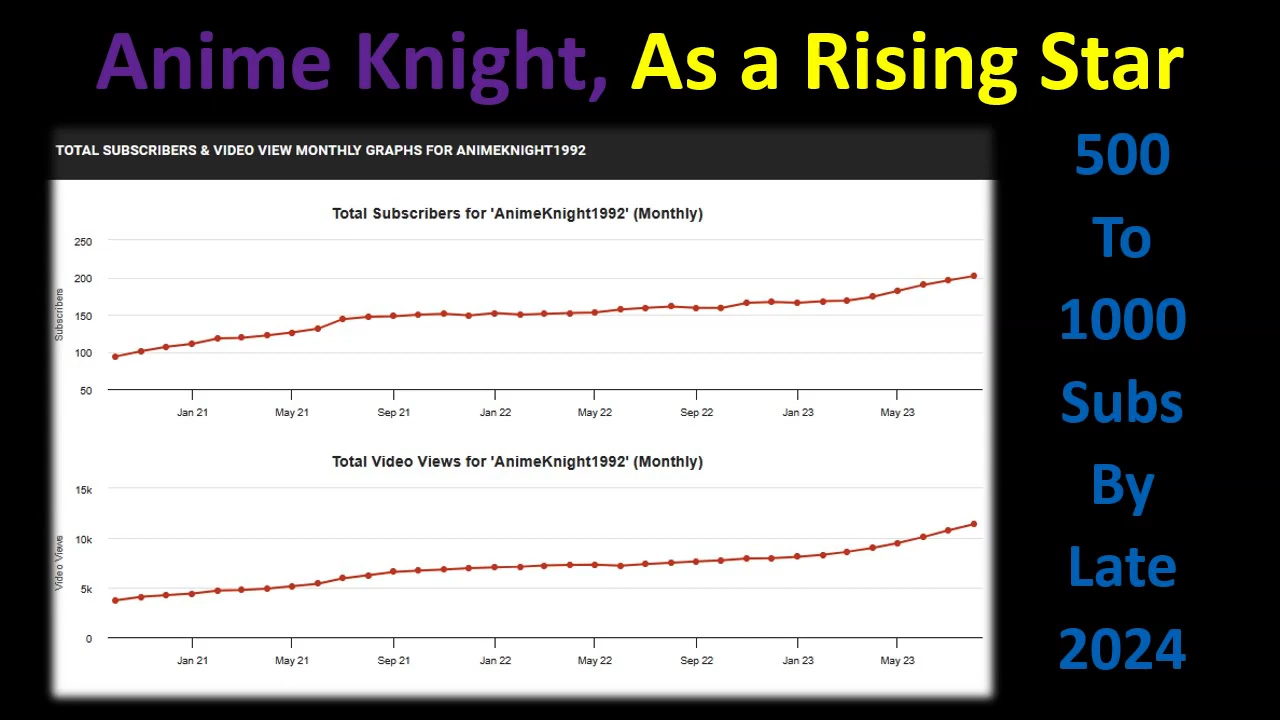 Anime Knight, As a Rising Star
TOTAL SUBSCRIBERS & VIDEO VIEW MONTHLY GRAPHS FOR ANIMEKNIGHT1992
Total Subscribers for 'AnimeKnight1992' (Monthly)
250
200
150
100
50
Subscribers
Jan 21 May 21 Sep 21 Jan 22 May 22 Sep 22 Jan 23 May 23
Total Video Views for 'AnimeKnight1992' (Monthly)
15k
10k
5k
0
Video Views
Jan 21 May 21 Sep 21 Jan 22 May 22 Sep 22 Jan 23 May 23
500
To
1000
Subs
By
Late
2024